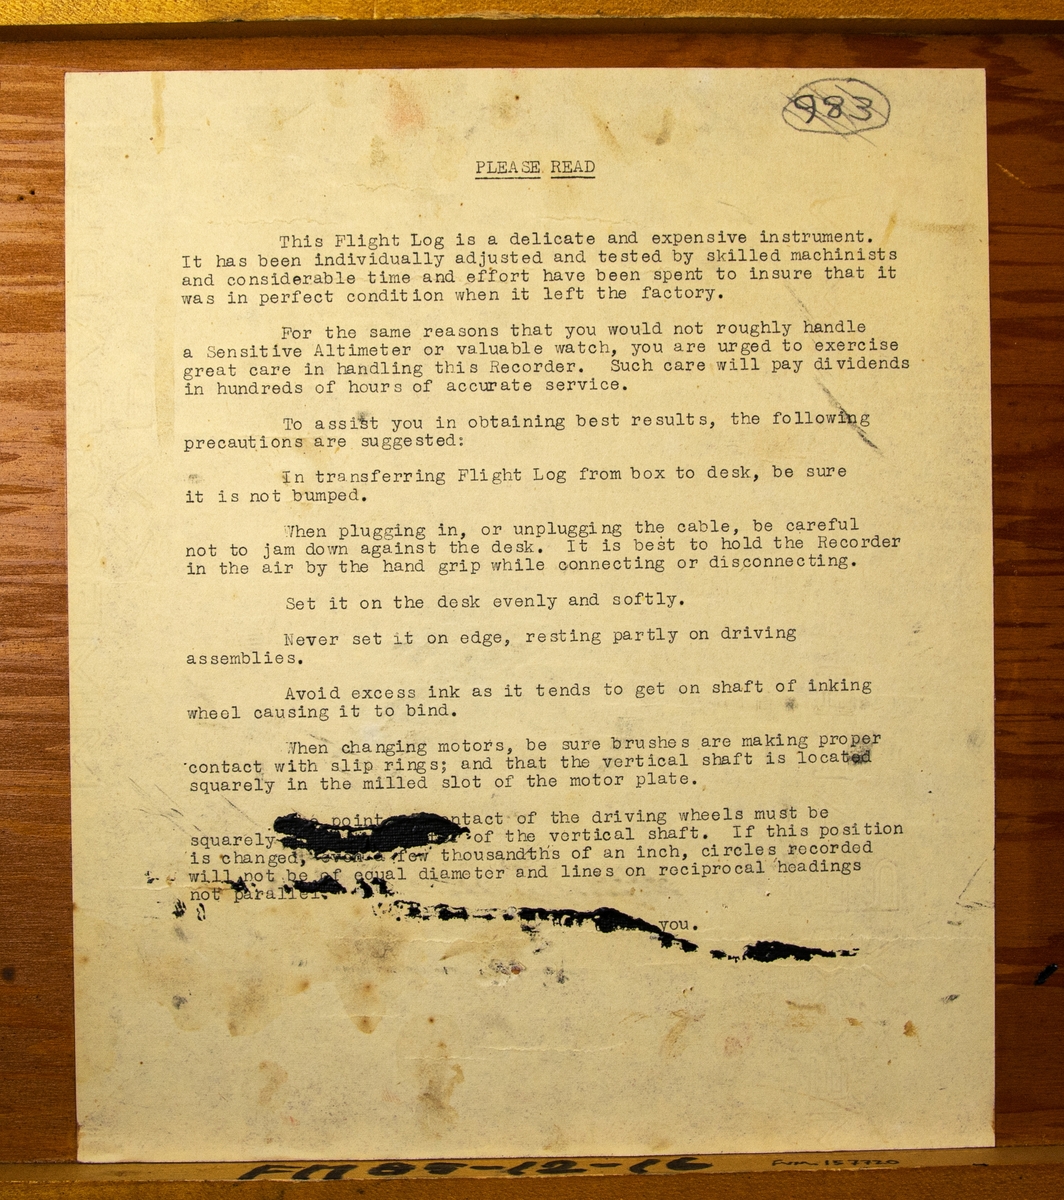 983
PLEASE READ
This Flight Log is a delicate and expensive instrument.
It has been individually adjusted and tested by skilled machinists
and considerable time and effort have been spent to insure that it
was in perfect condition when it left the factory.
For the same reasons that you would not roughly handle
a Sensitive Altimeter or valuable watch, you are urged to exercise
great care in handling this Recorder. Such care will pay dividends
in hundreds of hours of accurate service.
To assist you in obtaining best results, the following
precautions are suggested:
In transferring Flight Log from box to desk, be sure
it is not bumped.
When plugging in, or unplugging the cable, be careful
not to jam down against the desk. It is best to hold the Recorder
in the air by the hand grip while connecting or disconnecting.
Set it on the desk evenly and softly.
Never set it on edge, resting partly on driving
assemblies.
Avoid excess ink as it tends to get on shaft of inking
wheel causing it to bind.
When changing motors, be sure brushes are making proper
contact with slip rings; and that the vertical shaft is located
squarely in the milled slot of the motor plate.
point of the driving wheels must be
squarely of the vertical shaft. If this position
is changed, even a few thousandths of an inch, circles recorded
will not be of equal diameter and lines on reciprocal headings
not parallel.
you.